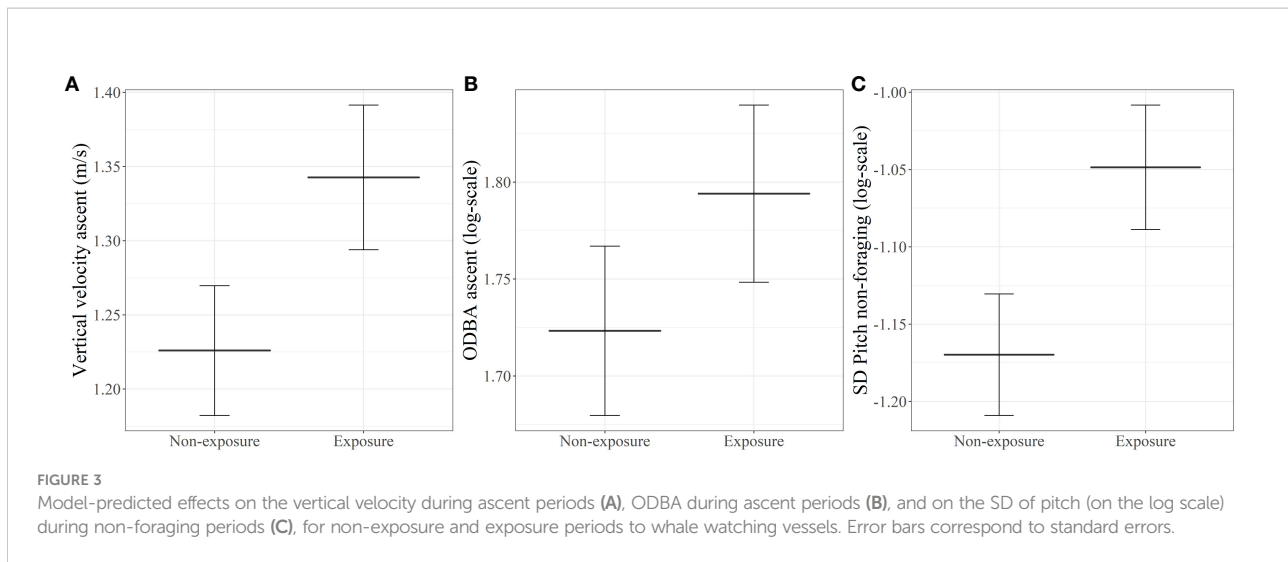 A
Vertical velocity ascent (m/s)
1.40
1.35
1.30
1.25
1.20
Non-exposure
Exposure
B
ODBA ascent (log-scale)
1.80
1.75
1.70
Non-exposure
Exposure
C
SD Pitch non-foraging (log-scale)
-1.00
-1.05
-1.10
-1.15
-1.20
Non-exposure
Exposure
FIGURE 3
Model-predicted effects on the vertical velocity during ascent periods (A), ODBA during ascent periods (B), and on the SD of pitch (on the log scale)
during non-foraging periods (C), for non-exposure and exposure periods to whale watching vessels. Error bars correspond to standard errors.